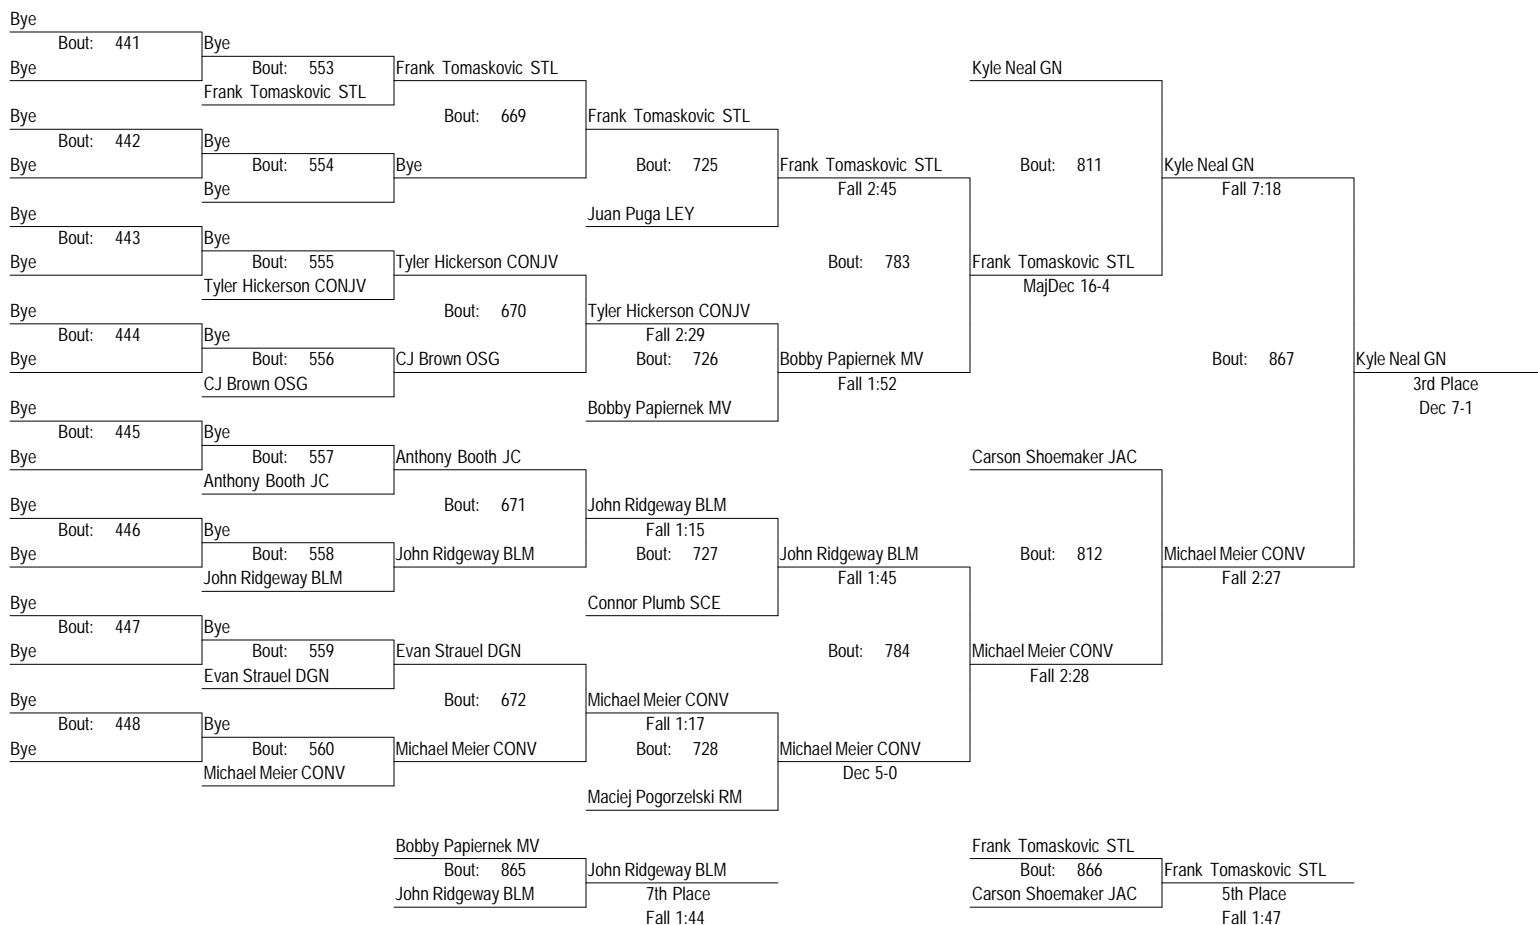 Bye
Bout: 441
Bye
Bye
Bout: 553
Frank Tomaskovic STL
Bye
Bout: 442
Bye
Bye
Bout: 554
Bye
Bye
Bout: 443
Bye
Bye
Bout: 555
Tyler Hickerson CONJV
Bye
Bout: 444
Bye
Bye
Bout: 556
CJ Brown OSG
Bye
Bout: 445
Bye
Bye
Bout: 557
Anthony Booth JC
Bye
Bout: 446
Bye
Bye
Bout: 558
John Ridgeway BLM
Bye
Bout: 447
Bye
Bye
Bout: 559
Evan Strauel DGN
Bye
Bout: 448
Bye
Bye
Bout: 560
Michael Meier CONV
Frank Tomaskovic STL
Bout: 669
Bye
Tyler Hickerson CONJV
Bout: 670
CJ Brown OSG
Anthony Booth JC
Bout: 671
John Ridgeway BLM
Evan Strauel DGN
Bout: 672
Michael Meier CONV
Frank Tomaskovic STL
Bout: 725
Juan Puga LEY
Tyler Hickerson CONJV
Fall 2:29
Bout: 726
Bobby Papiernek MV
John Ridgeway BLM
Fall 1:15
Bout: 727
Connor Plumb SCE
Michael Meier CONV
Fall 1:17
Bout: 728
Maciej Pogorzelski RM
Frank Tomaskovic STL
Fall 2:45
Bout: 783
Bobby Papiernek MV
Fall 1:52
John Ridgeway BLM
Fall 1:45
Bout: 784
Michael Meier CONV
Dec 5-0
Kyle Neal GN
Bout: 811
Frank Tomaskovic STL
MajDec 16-4
Carson Shoemaker JAC
Bout: 812
Michael Meier CONV
Fall 2:28
Kyle Neal GN
Fall 7:18
Bout: 867
Michael Meier CONV
Fall 2:27
Kyle Neal GN
3rd Place
Dec 7-1
Bobby Papiernek MV
Bout: 865
John Ridgeway BLM
John Ridgeway BLM
7th Place
Fall 1:44
Frank Tomaskovic STL
Bout: 866
Carson Shoemaker JAC
Frank Tomaskovic STL
5th Place
Fall 1:47